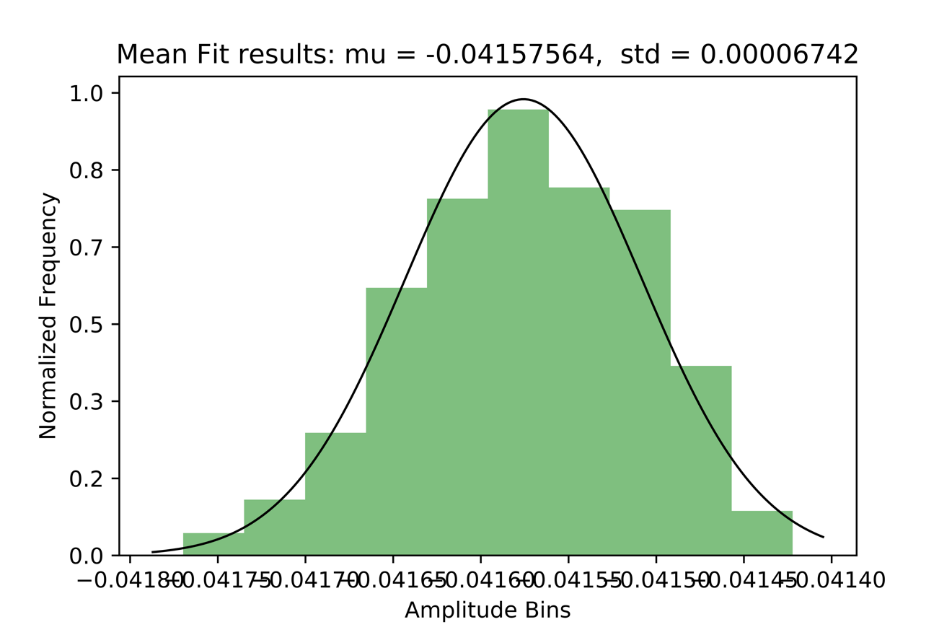 Mean Fit results: mu = -0.04157564, std = 0.00006742
1.0
0.8
0.7
0.5
0.3
0.2
0.0
Normalized Frequency
−0.04180 −0.04175 −0.04170 −0.04165 −0.04160 −0.04155 −0.04150 −0.04145 −0.04140
Amplitude Bins